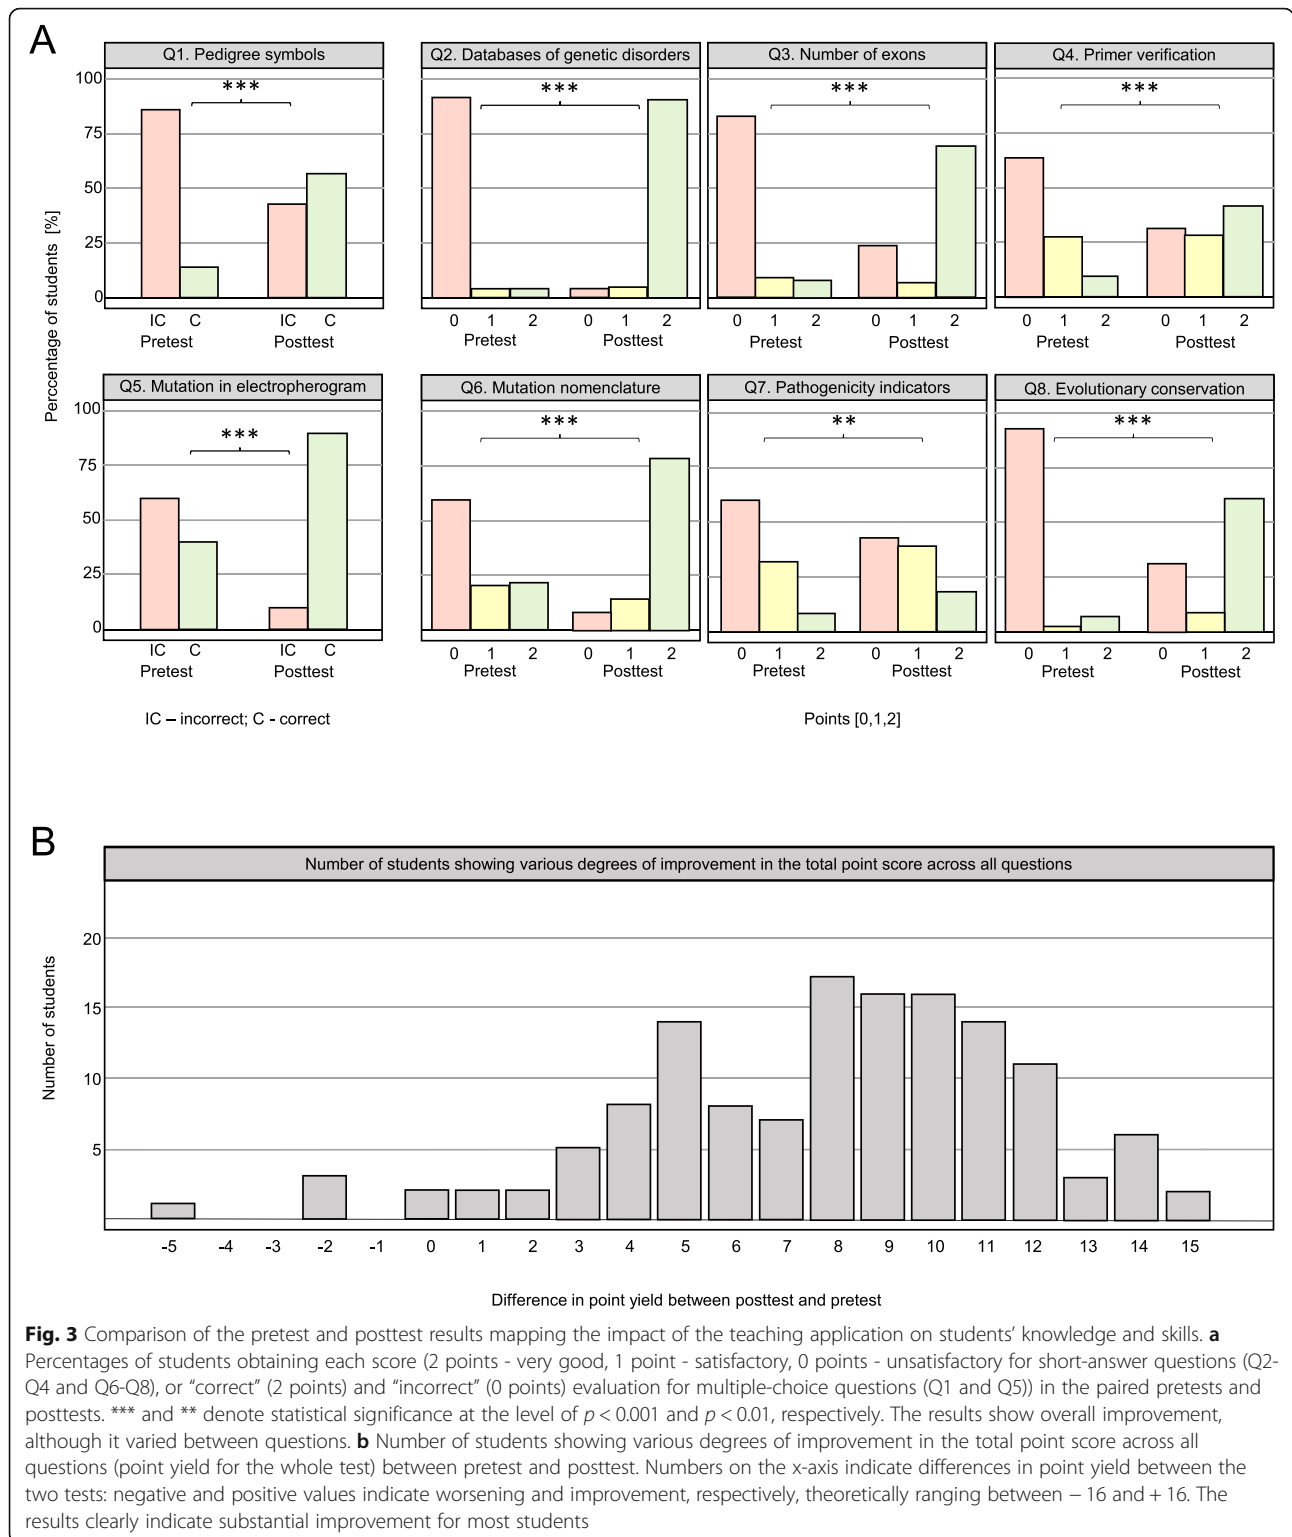 A
Q1. Pedigree symbols
Q2. Databases of genetic disorders
Q3. Number of exons
Q4. Primer verification
Perccentage of students [%]
100
75
50
25
0
***
***
***
***
IC C IC C
Pretest Posttest
0 1 2 0 1 2
Pretest Posttest
0 1 2 0 1 2
Pretest Posttest
0 1 2 0 1 2
Pretest Posttest
Q5. Mutation in electropherogram
Q6. Mutation nomenclature
Q7. Pathogenicity indicators
Q8. Evolutionary conservation
100
75
50
25
0
***
***
**
***
IC C IC C
Pretest Posttest
0 1 2 0 1 2
Pretest Posttest
0 1 2 0 1 2
Pretest Posttest
0 1 2 0 1 2
Pretest Posttest
IC – incorrect; C - correct
Points [0,1,2]
B
Number of students showing various degrees of improvement in the total point score across all questions
Number of students
20
15
10
5
-5 -4 -3 -2 -1 0 1 2 3 4 5 6 7 8 9 10 11 12 13 14 15
Difference in point yield between posttest and pretest
Fig. 3 Comparison of the pretest and posttest results mapping the impact of the teaching application on students’ knowledge and skills. a
Percentages of students obtaining each score (2 points - very good, 1 point - satisfactory, 0 points - unsatisfactory for short-answer questions (Q2-
Q4 and Q6-Q8), or “correct” (2 points) and “incorrect” (0 points) evaluation for multiple-choice questions (Q1 and Q5)) in the paired pretests and
posttests. *** and ** denote statistical significance at the level of p < 0.001 and p < 0.01, respectively. The results show overall improvement,
although it varied between questions. b Number of students showing various degrees of improvement in the total point score across all
questions (point yield for the whole test) between pretest and posttest. Numbers on the x-axis indicate differences in point yield between the
two tests: negative and positive values indicate worsening and improvement, respectively, theoretically ranging between − 16 and + 16. The
results clearly indicate substantial improvement for most students